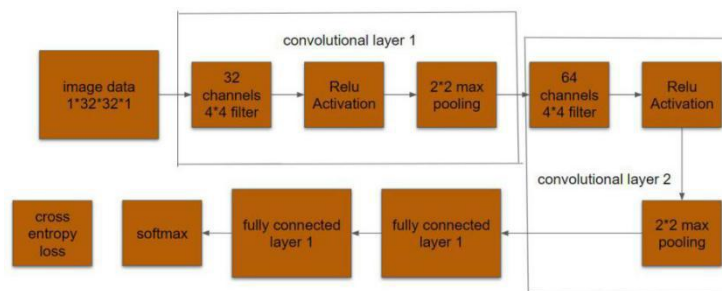 convolutional layer 1
image data
1*32*32*1
32
channels
4*4 filter
Relu
Activation
2*2 max
pooling
64
channels
4*4 filter
Relu
Activation
convolutional layer 2
2*2 max
pooling
fully connected
layer 1
fully connected
layer 1
softmax
cross
entropy
loss